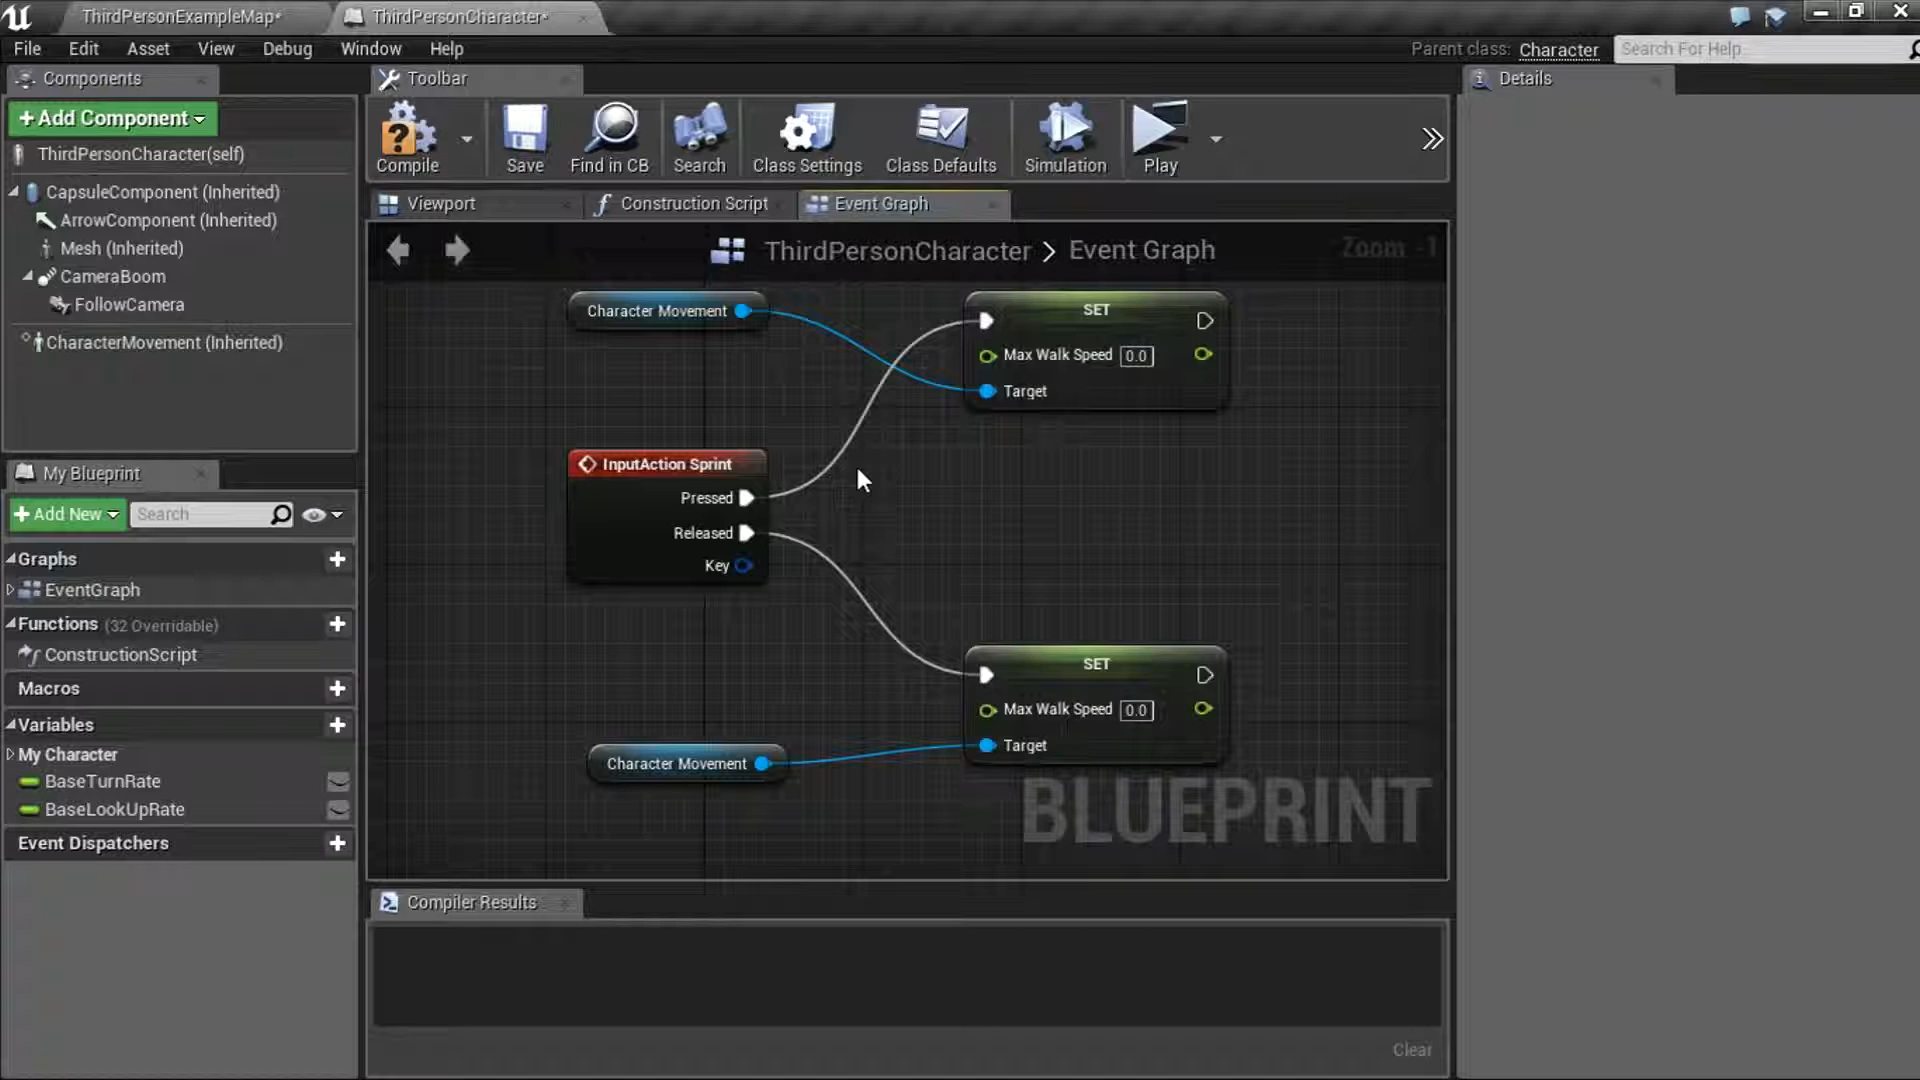 ThirdPersonExampleMap*
ThirdPersonCharacter*
File Edit Asset View Debug Window Help
Parent class: Character
Search For Help
Components
+Add Component
ThirdPersonCharacter(self)
CapsuleComponent (Inherited)
ArrowComponent (Inherited)
Mesh (Inherited)
CameraBoom
FollowCamera
CharacterMovement (Inherited)
My Blueprint
+Add New
Search
Graphs
EventGraph
Functions (32 Overridable)
ConstructionScript
Macros
Variables
My Character
BaseTurnRate
BaseLookUpRate
Event Dispatchers
Toolbar
Compile
Save
Find in CB
Search
Class Settings
Class Defaults
Simulation
Play
Viewport
Construction Script
Event Graph
ThirdPersonCharacter > Event Graph
Zoom -1
Character Movement
SET
Max Walk Speed 0.0
Target
InputAction Sprint
Pressed
Released
Key
SET
Max Walk Speed 0.0
Target
Character Movement
BLUEPRINT
Compiler Results
Clear
Details